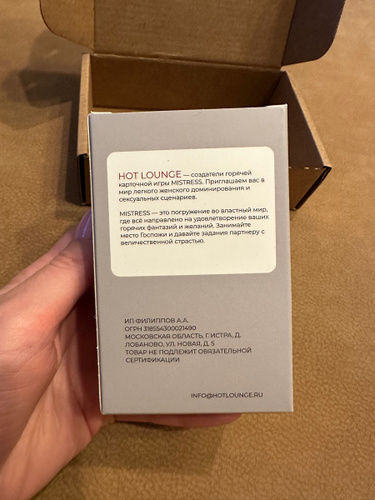 HOT LOUNGE — создатели горячей
карточной игры MISTRESS. Приглашаем вас в
мир легкого женского доминирования и
сексуальных сценариев.
MISTRESS — это погружение во властный мир,
где всё направлено на удовлетворение ваших
горячих фантазий и желаний. Занимайте
место Госпожи и давайте задания партнеру с
величественной страстью.
ИП ФИЛИППОВ А.А.
ОГРН 318554300021490
МОСКОВСКАЯ ОБЛАСТЬ, Г. ИСТРА, Д.
ЛОБАНОВО, УЛ. НОВАЯ, Д. 5
ТОВАР НЕ ПОДЛЕЖИТ ОБЯЗАТЕЛЬНОЙ
СЕРТИФИКАЦИИ
INFO@HOTLOUNGE.RU